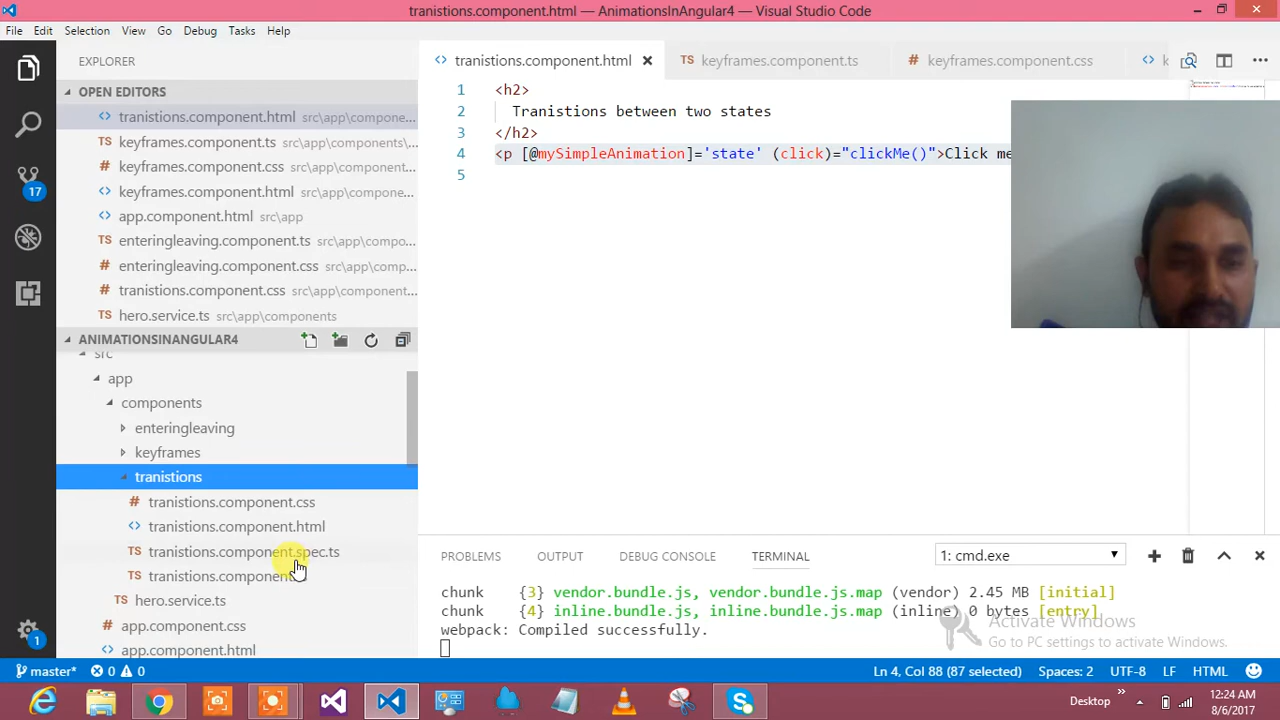 tranistions.component.html — AnimationsInAngular4 — Visual Studio Code
File Edit Selection View Go Debug Tasks Help
EXPLORER
OPEN EDITORS
tranistions.component.html src\app\compone...
keyframes.component.ts src\app\components\...
keyframes.component.css src\app\componen...
keyframes.component.html src\app\compone...
app.component.html src\app
enteringleaving.component.ts src\app\compo...
enteringleaving.component.css src\app\comp...
tranistions.component.css src\app\componen...
hero.service.ts src\app\components
17
ANIMATIONSINANGULAR4
src
app
components
enteringleaving
keyframes
tranistions
tranistions.component.css
tranistions.component.html
tranistions.component.spec.ts
tranistions.component
hero.service.ts
app.component.css
app.component.html
1
tranistions.component.html
keyframes.component.ts
keyframes.component.css
1 <h2>
2 Tranistions between two states
3 </h2>
4 <p [@mySimpleAnimation]='state' (click)="clickMe()">Click me
5
PROBLEMS OUTPUT DEBUG CONSOLE TERMINAL
1: cmd.exe
chunk {3} vendor.bundle.js, vendor.bundle.js.map (vendor) 2.45 MB [initial]
chunk {4} inline.bundle.js, inline.bundle.js.map (inline) 0 bytes [entry]
webpack: Compiled successfully.
Activate Windows
Go to PC settings to activate Windows.
master* 0 0
Ln 4, Col 88 (87 selected) Spaces: 2 UTF-8 LF HTML
Desktop
12:24 AM
8/6/2017